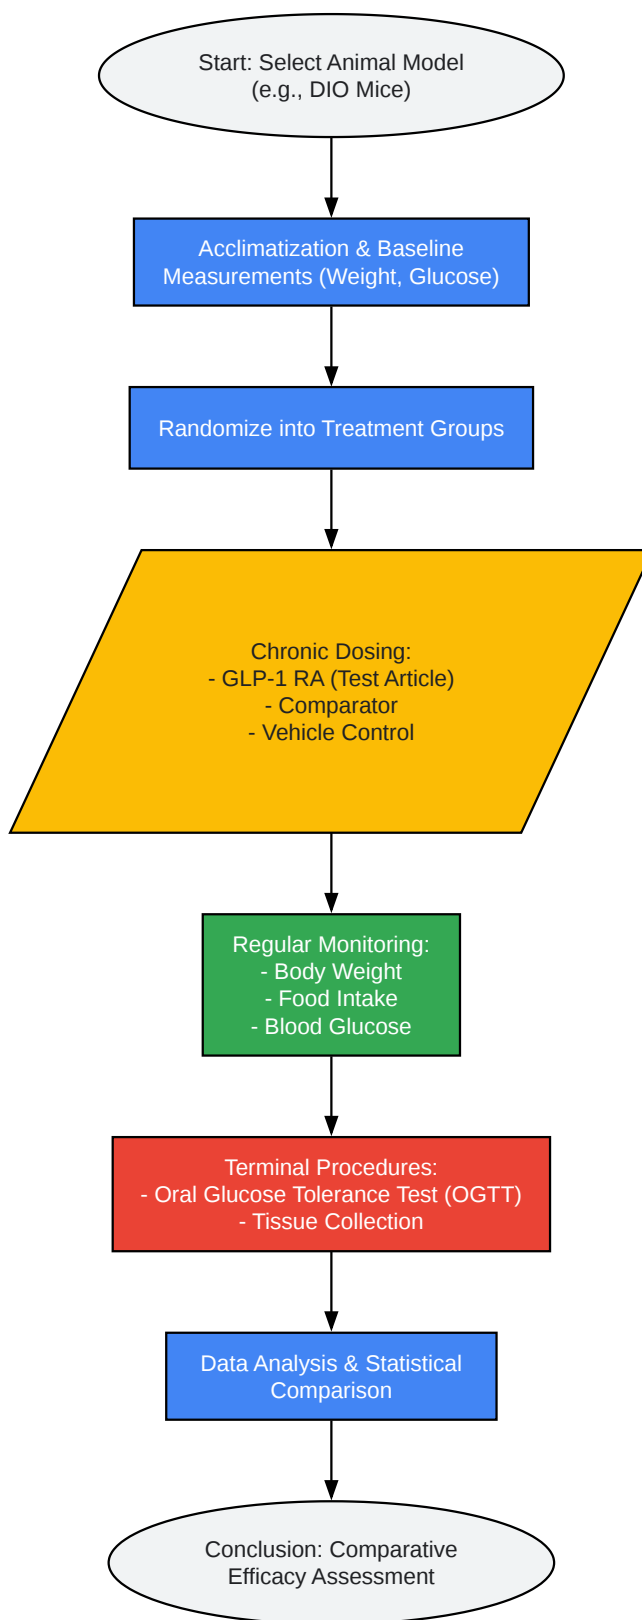 Start: Select Animal Model
(e.g., DIO Mice)
Acclimatization & Baseline
Measurements (Weight, Glucose)
Randomize into Treatment Groups
Chronic Dosing:
- GLP-1 RA (Test Article)
- Comparator
- Vehicle Control
Regular Monitoring:
- Body Weight
- Food Intake
- Blood Glucose
Terminal Procedures:
- Oral Glucose Tolerance Test (OGTT)
- Tissue Collection
Data Analysis & Statistical
Comparison
Conclusion: Comparative
Efficacy Assessment